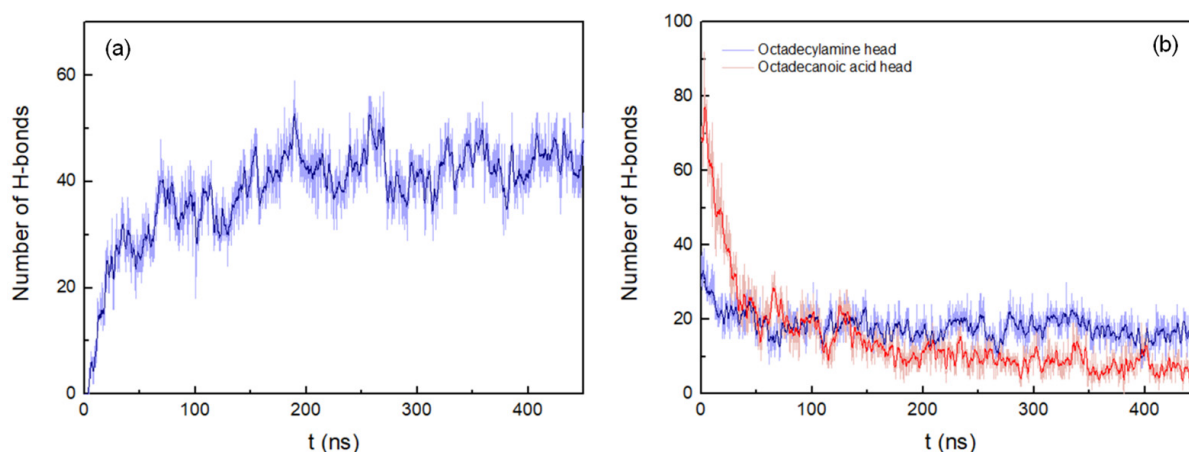 (a)
60
40
20
0
0 100 200 300 400
Number of H-bonds
t (ns)
(b)
Octadecylamine head
Octadecanoic acid head
100
80
60
40
20
0
0 100 200 300 400
Number of H-bonds
t (ns)